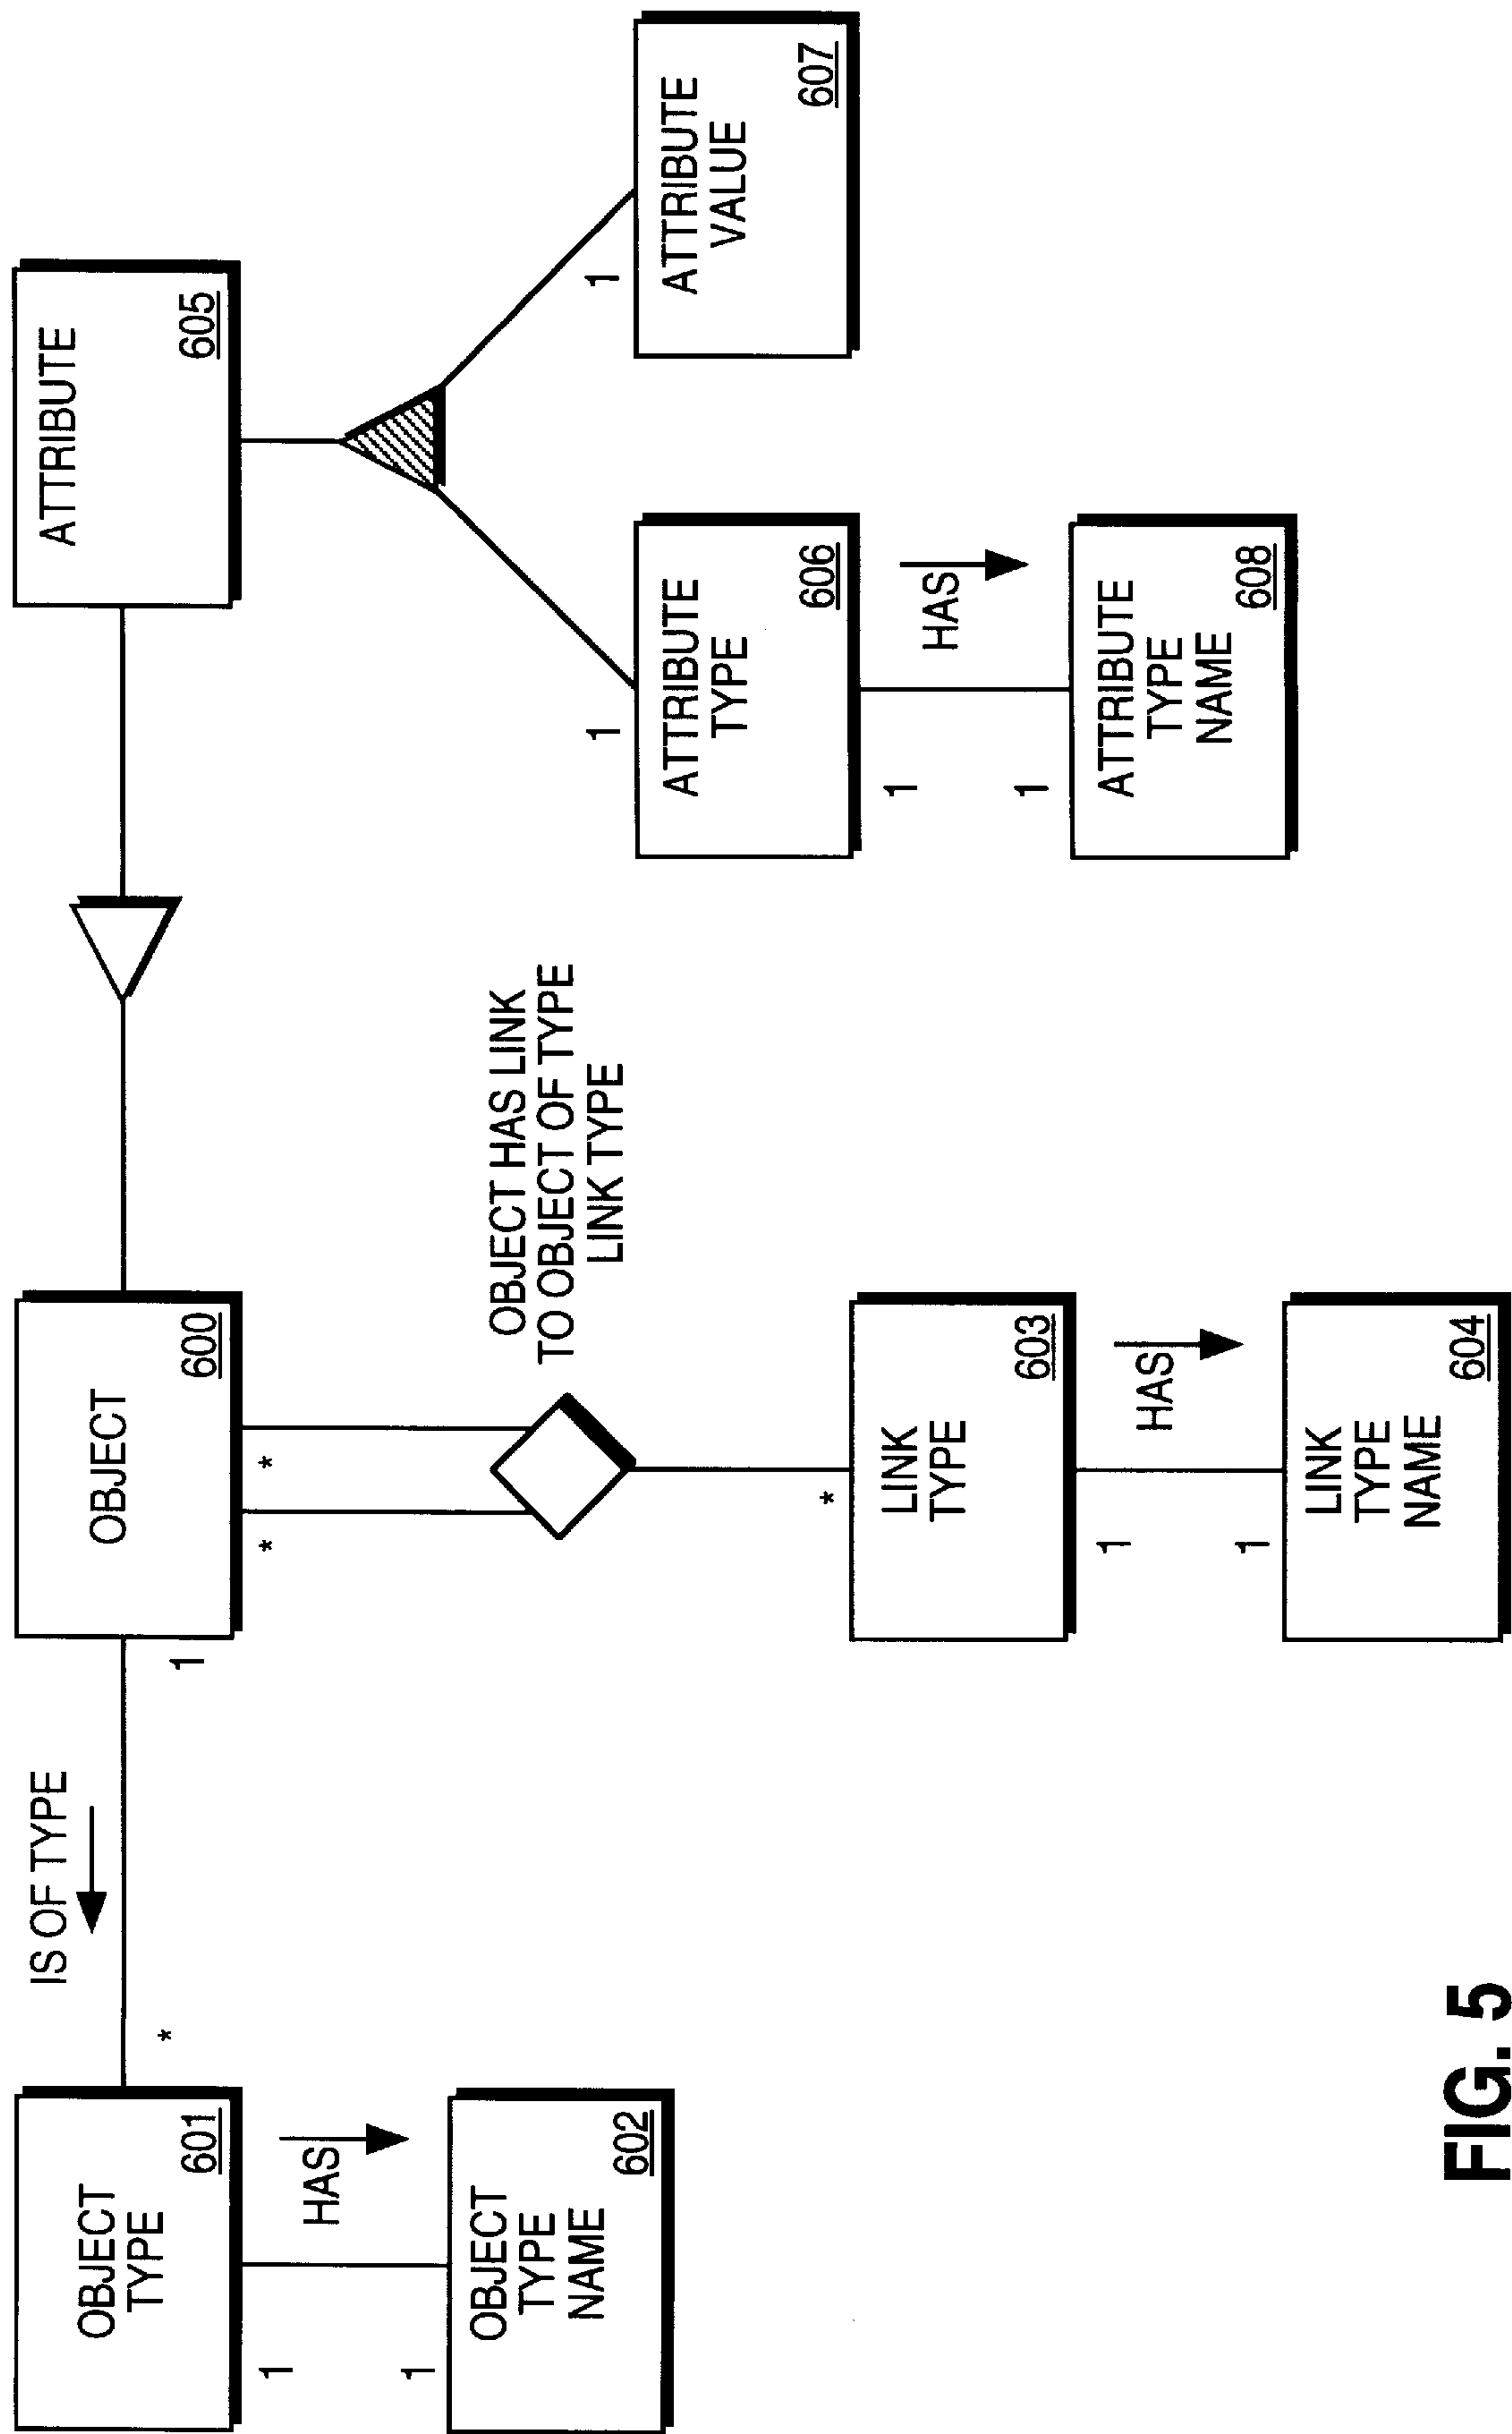 IS OF TYPE
OBJECT
TYPE
601
*
1
OBJECT
600
ATTRIBUTE
605
1
HAS
1
OBJECT
TYPE
NAME
602
*
*
OBJECT HAS LINK
TO OBJECT OF TYPE
LINK TYPE
*
LINK
TYPE
603
1
HAS
1
LINK
TYPE
NAME
604
1
1
ATTRIBUTE
TYPE
606
ATTRIBUTE
VALUE
607
1
HAS
1
ATTRIBUTE
TYPE
NAME
608
FIG. 5